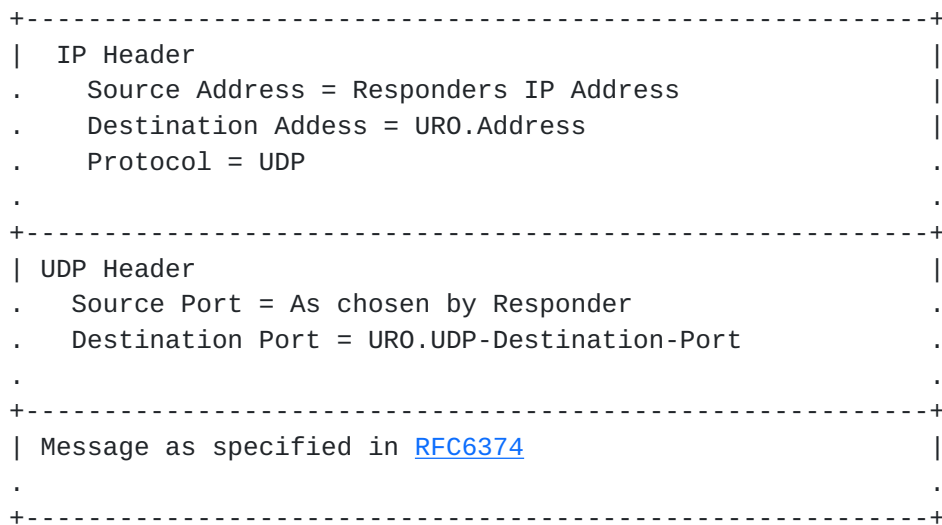 +----------------------------------------------------------+
|  IP Header                                               |
.    Source Address = Responders IP Address                |
.    Destination Addess = URO.Address                      |
.    Protocol = UDP                                        .
.                                                          .
+----------------------------------------------------------+
| UDP Header                                               |
.   Source Port = As chosen by Responder                   .
.   Destination Port = URO.UDP-Destination-Port            .
.                                                          .
+----------------------------------------------------------+
| Message as specified in RFC6374                          |
.                                                          .
+----------------------------------------------------------+